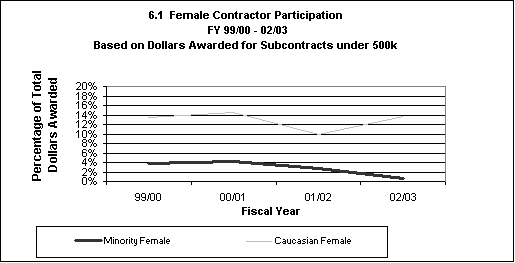 6.1 Female Contractor Participation
FY 99/00 - 02/03
Based on Dollars Awarded for Subcontracts under 500k
Percentage of Total
Dollars Awarded
20%
18%
16%
14%
12%
10%
8%
6%
4%
2%
0%
99/00 00/01 01/02 02/03
Fiscal Year
Minority Female Caucasian Female